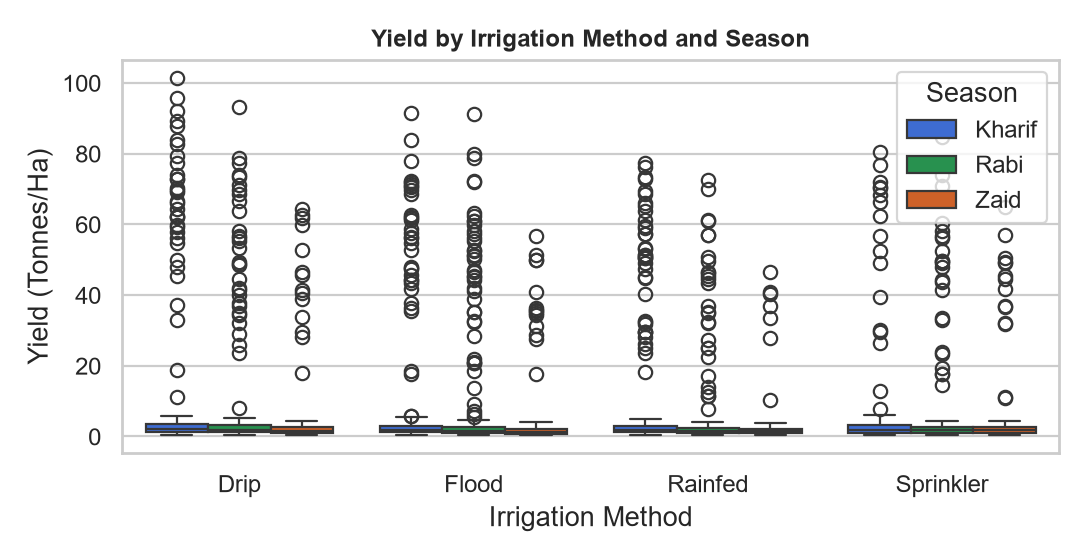 Yield by Irrigation Method and Season
Yield (Tonnes/Ha)
100
80
60
40
20
0
Season
Kharif
Rabi
Zaid
Drip
Flood
Rainfed
Sprinkler
Irrigation Method